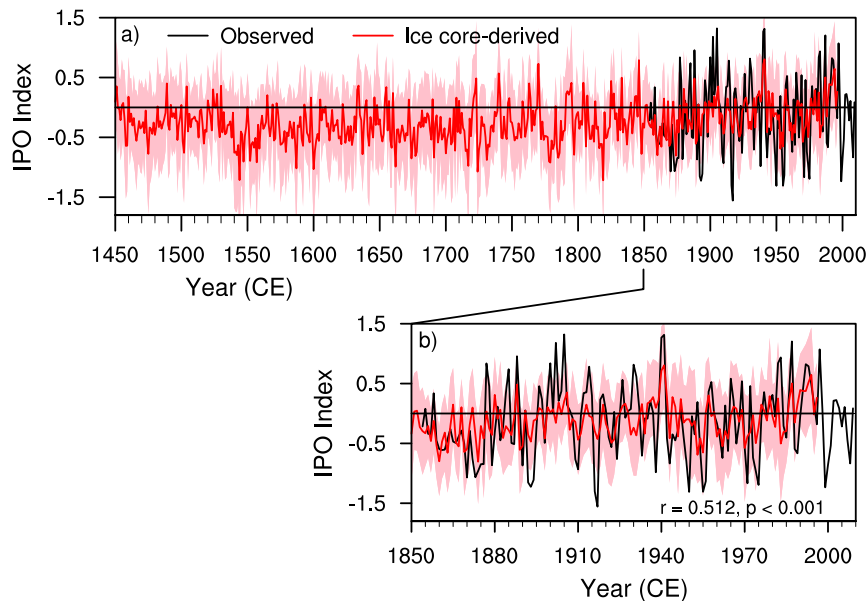 a) Observed Ice core-derived
1.5
0.5
-0.5
-1.5
IPO Index
1450 1500 1550 1600 1650 1700 1750 1800 1850 1900 1950 2000
Year (CE)
b)
1.5
0.5
-0.5
-1.5
IPO Index
r = 0.512, p < 0.001
1850 1880 1910 1940 1970 2000
Year (CE)